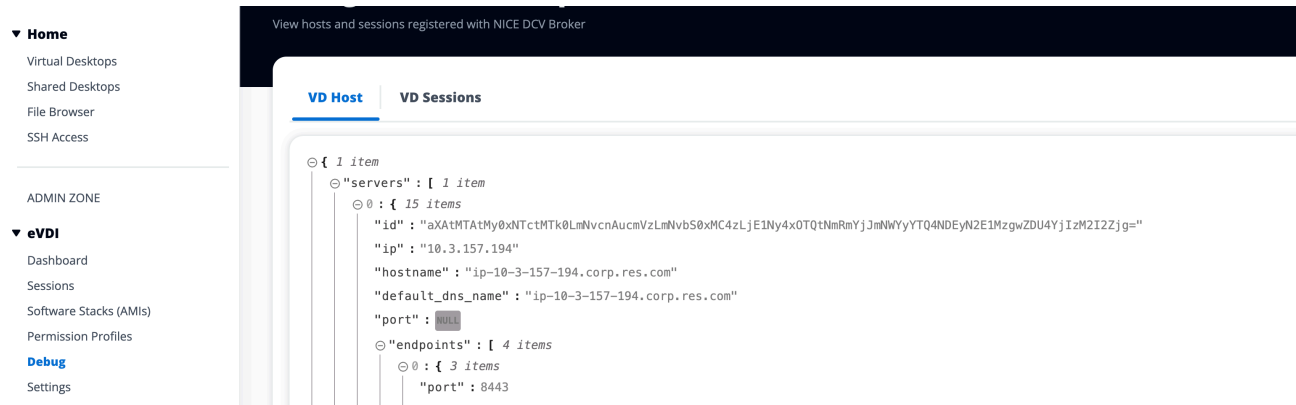 Home
Virtual Desktops
Shared Desktops
File Browser
SSH Access
ADMIN ZONE
eVDI
Dashboard
Sessions
Software Stacks (AMIs)
Permission Profiles
Debug
Settings
View hosts and sessions registered with NICE DCV Broker
VD Host VD Sessions
{ 1 item
"servers" : [ 1 item
0 : { 15 items
"id" : "aXAtMTAtMy0xNTctMTk0LmNvcnAucmVzLmNvbS0xMC4zLjE1Ny4xOTQtNmRmYjJmNWYyYTQ4NDEyN2E1MzgwZDU4YjIzM2I2Zjg="
"ip" : "10.3.157.194"
"hostname" : "ip-10-3-157-194.corp.res.com"
"default_dns_name" : "ip-10-3-157-194.corp.res.com"
"port" : NULL
"endpoints" : [ 4 items
0 : { 3 items
"port" : 8443